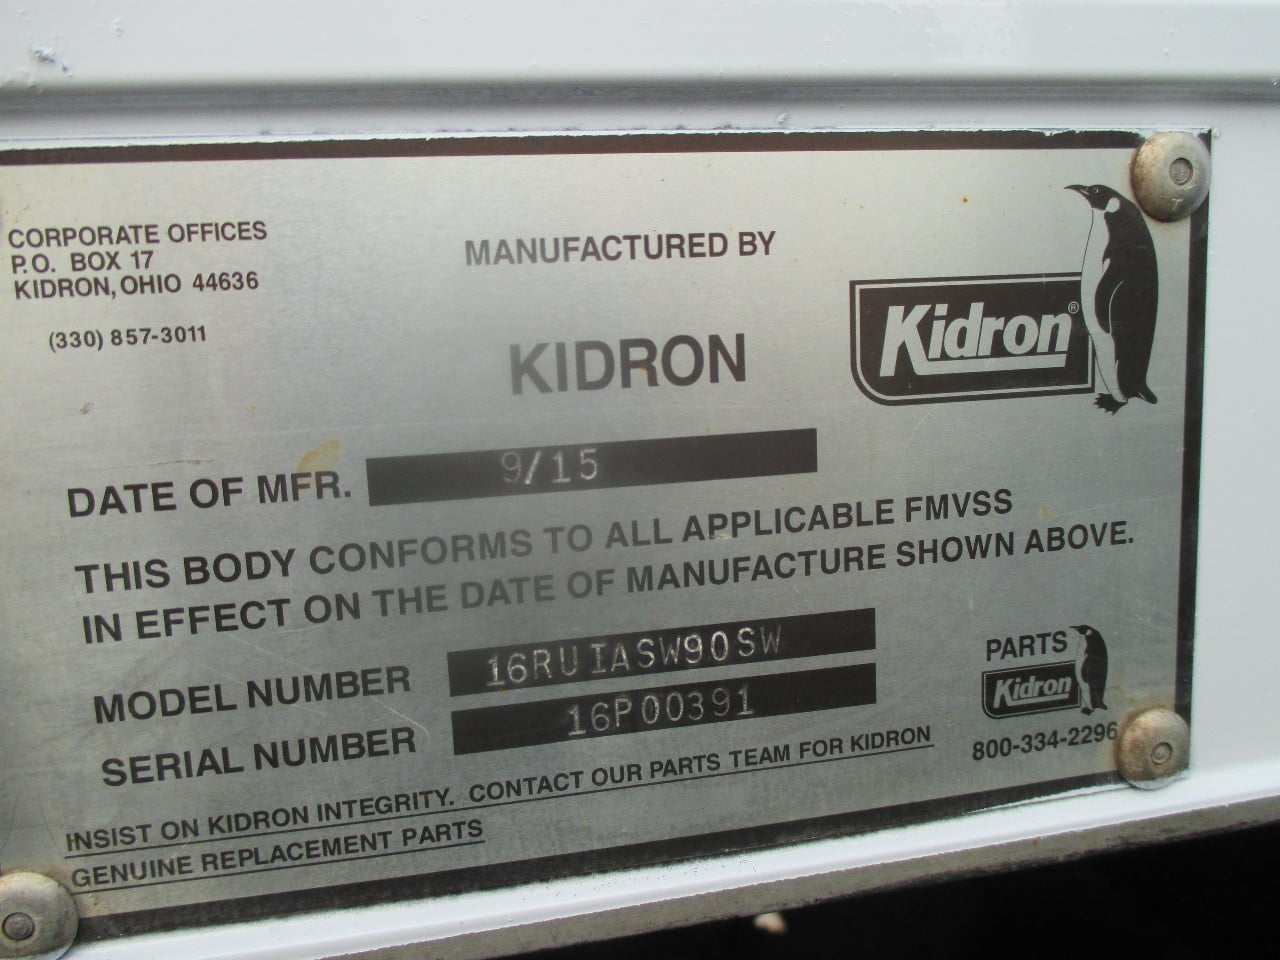 CORPORATE OFFICES
P.O. BOX 17
KIDRON, OHIO 44636
(330) 857-3011
MANUFACTURED BY
KIDRON
Kidron®
DATE OF MFR. 9/15
THIS BODY CONFORMS TO ALL APPLICABLE FMVSS
IN EFFECT ON THE DATE OF MANUFACTURE SHOWN ABOVE.
MODEL NUMBER 16RUIASW90SW
SERIAL NUMBER 16P00391
PARTS
Kidron
800-334-2296
INSIST ON KIDRON INTEGRITY. CONTACT OUR PARTS TEAM FOR KIDRON
GENUINE REPLACEMENT PARTS